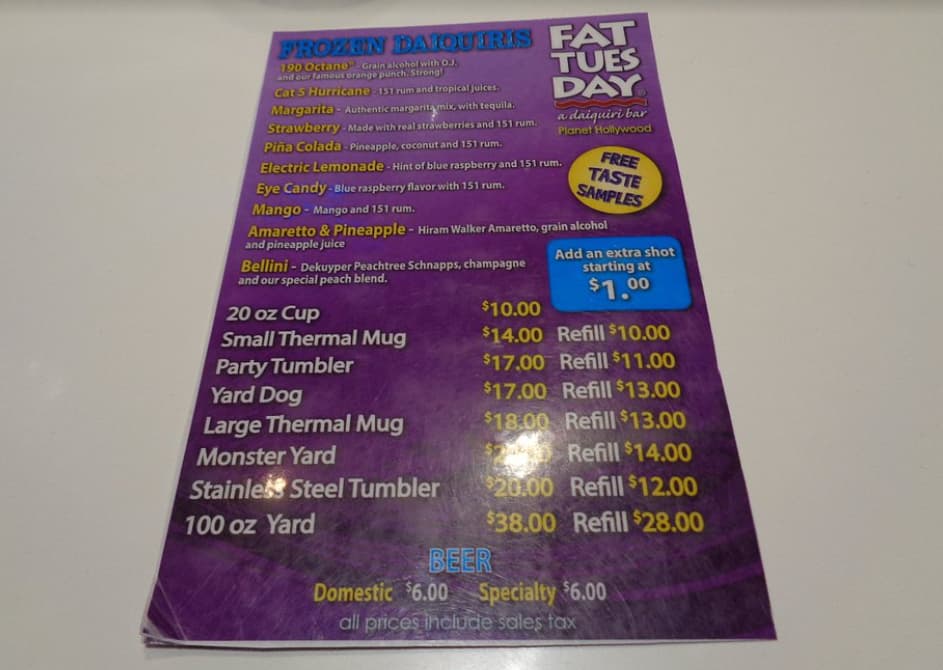 FROZEN DAIQUIRIS
190 Octane® - Grain alcohol with O.J.
and our famous orange punch. Strong!
Cat 5 Hurricane - 151 rum and tropical juices.
Margarita - Authentic margarita mix, with tequila.
Strawberry - Made with real strawberries and 151 rum.
Piña Colada - Pineapple, coconut and 151 rum.
Electric Lemonade - Hint of blue raspberry and 151 rum.
Eye Candy - Blue raspberry flavor with 151 rum.
Mango - Mango and 151 rum.
Amaretto & Pineapple - Hiram Walker Amaretto, grain alcohol
and pineapple juice
Bellini - Dekuyper Peachtree Schnapps, champagne
and our special peach blend.
FAT
TUES
DAY®
a daiquiri bar
Planet Hollywood
FREE
TASTE
SAMPLES
Add an extra shot
starting at
$1.00
20 oz Cup $10.00
Small Thermal Mug $14.00 Refill $10.00
Party Tumbler $17.00 Refill $11.00
Yard Dog $17.00 Refill $13.00
Large Thermal Mug $18.00 Refill $13.00
Monster Yard Refill $14.00
Stainless Steel Tumbler $20.00 Refill $12.00
100 oz Yard $38.00 Refill $28.00
BEER
Domestic $6.00 Specialty $6.00
all prices include sales tax